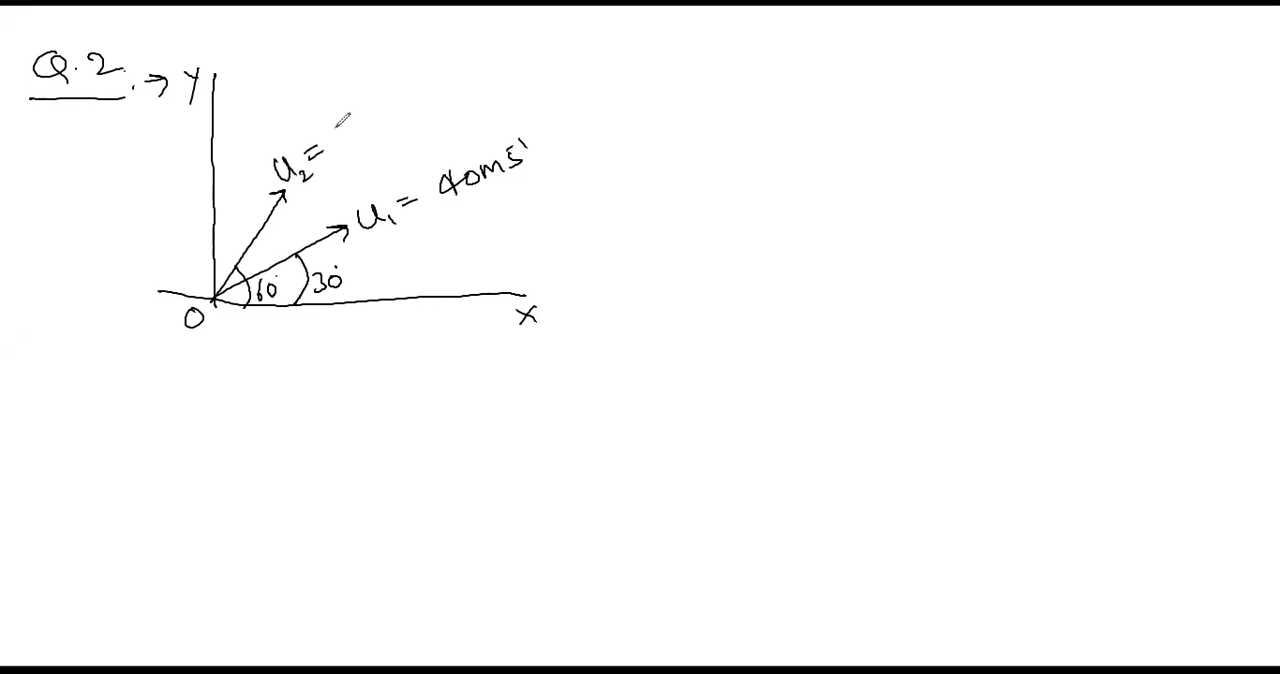 Q.2. → Y
u₂ =
u₁ = 40ms⁻¹
60° 30°
O X